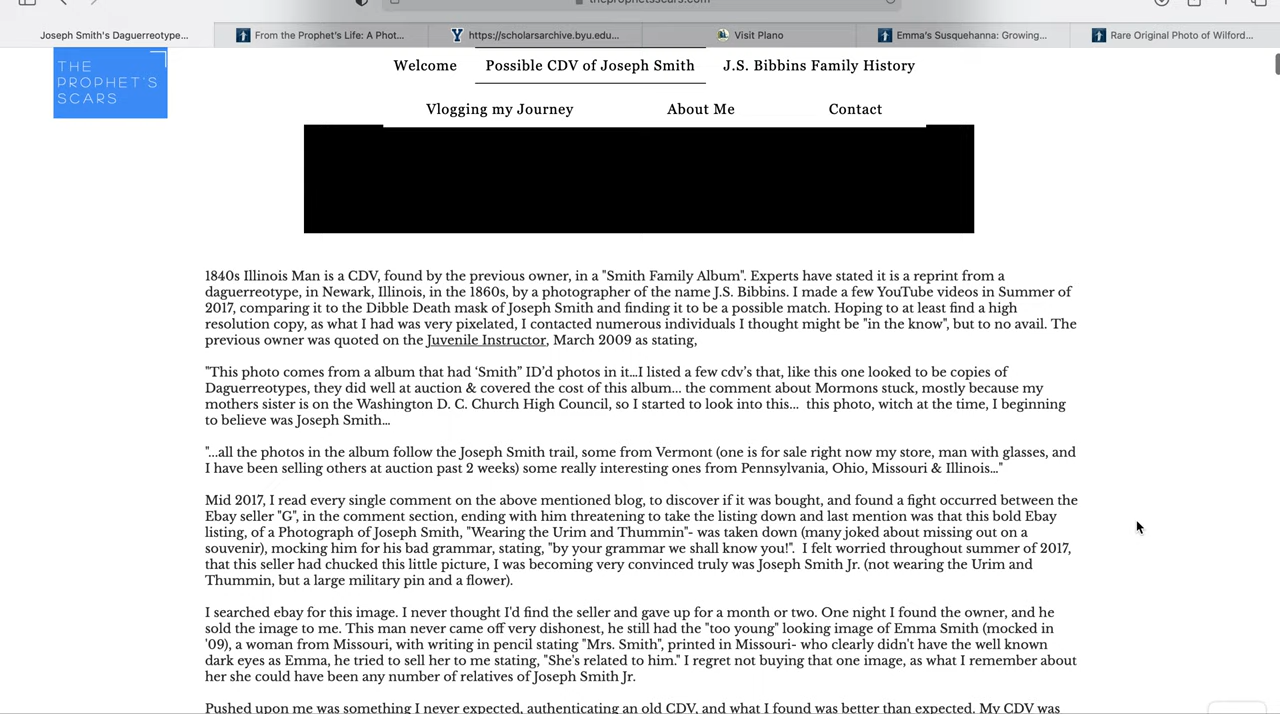 theprophetsscars.com
Joseph Smith's Daguerreotype...
From the Prophet's Life: A Phot...
https://scholarsarchive.byu.edu...
Visit Plano
Emma's Susquehanna: Growing...
Rare Original Photo of Wilford...
THE
PROPHET'S
SCARS
Welcome
Possible CDV of Joseph Smith
J.S. Bibbins Family History
Vlogging my Journey
About Me
Contact
1840s Illinois Man is a CDV, found by the previous owner, in a "Smith Family Album". Experts have stated it is a reprint from a
daguerreotype, in Newark, Illinois, in the 1860s, by a photographer of the name J.S. Bibbins. I made a few YouTube videos in Summer of
2017, comparing it to the Dibble Death mask of Joseph Smith and finding it to be a possible match. Hoping to at least find a high
resolution copy, as what I had was very pixelated, I contacted numerous individuals I thought might be "in the know", but to no avail. The
previous owner was quoted on the Juvenile Instructor, March 2009 as stating,
"This photo comes from a album that had ‘Smith” ID’d photos in it…I listed a few cdv’s that, like this one looked to be copies of
Daguerreotypes, they did well at auction & covered the cost of this album... the comment about Mormons stuck, mostly because my
mothers sister is on the Washington D. C. Church High Council, so I started to look into this...  this photo, witch at the time, I beginning
to believe was Joseph Smith…
"...all the photos in the album follow the Joseph Smith trail, some from Vermont (one is for sale right now my store, man with glasses, and
I have been selling others at auction past 2 weeks) some really interesting ones from Pennsylvania, Ohio, Missouri & Illinois…"
Mid 2017, I read every single comment on the above mentioned blog, to discover if it was bought, and found a fight occurred between the
Ebay seller "G", in the comment section, ending with him threatening to take the listing down and last mention was that this bold Ebay
listing, of a Photograph of Joseph Smith, "Wearing the Urim and Thummin"- was taken down (many joked about missing out on a
souvenir), mocking him for his bad grammar, stating, "by your grammar we shall know you!".  I felt worried throughout summer of 2017,
that this seller had chucked this little picture, I was becoming very convinced truly was Joseph Smith Jr. (not wearing the Urim and
Thummin, but a large military pin and a flower).
I searched ebay for this image. I never thought I'd find the seller and gave up for a month or two. One night I found the owner, and he
sold the image to me. This man never came off very dishonest, he still had the "too young" looking image of Emma Smith (mocked in
'09), a woman from Missouri, with writing in pencil stating "Mrs. Smith", printed in Missouri- who clearly didn't have the well known
dark eyes as Emma, he tried to sell her to me stating, "She's related to him." I regret not buying that one image, as what I remember about
her she could have been any number of relatives of Joseph Smith Jr.
Pushed upon me was something I never expected, authenticating an old CDV, and what I found was better than expected. My CDV was